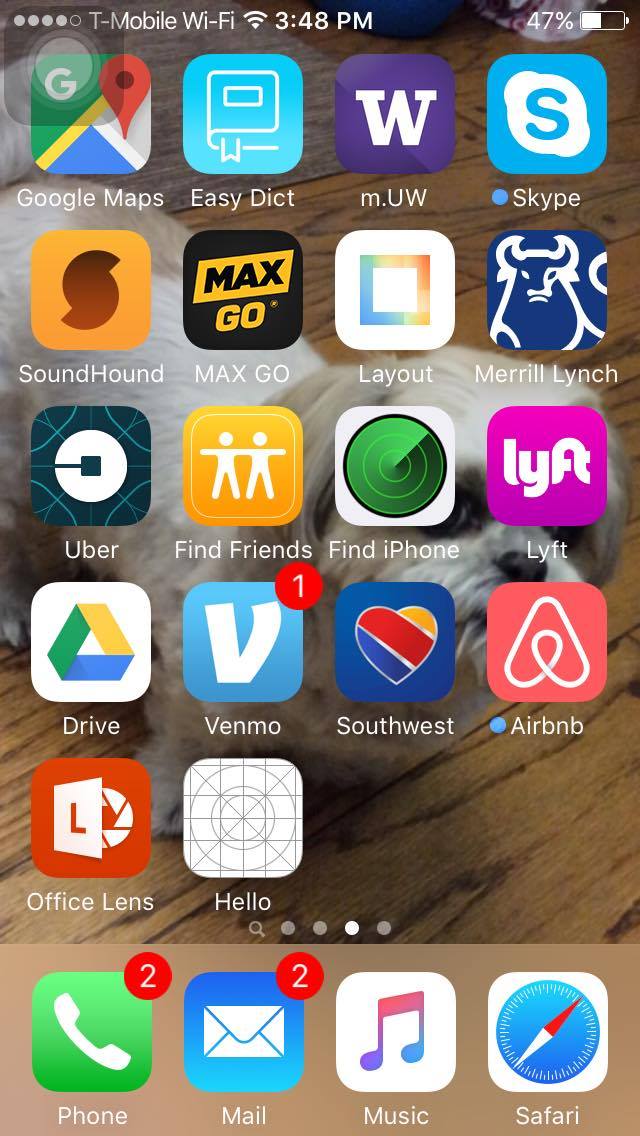 T-Mobile Wi-Fi 3:48 PM 47%
G
W
S
Google Maps Easy Dict m.UW Skype
MAX
GO
SoundHound MAX GO Layout Merrill Lynch
lyft
Uber Find Friends Find iPhone Lyft
1
V
Drive Venmo Southwest Airbnb
L
Office Lens Hello
2 2
Phone Mail Music Safari